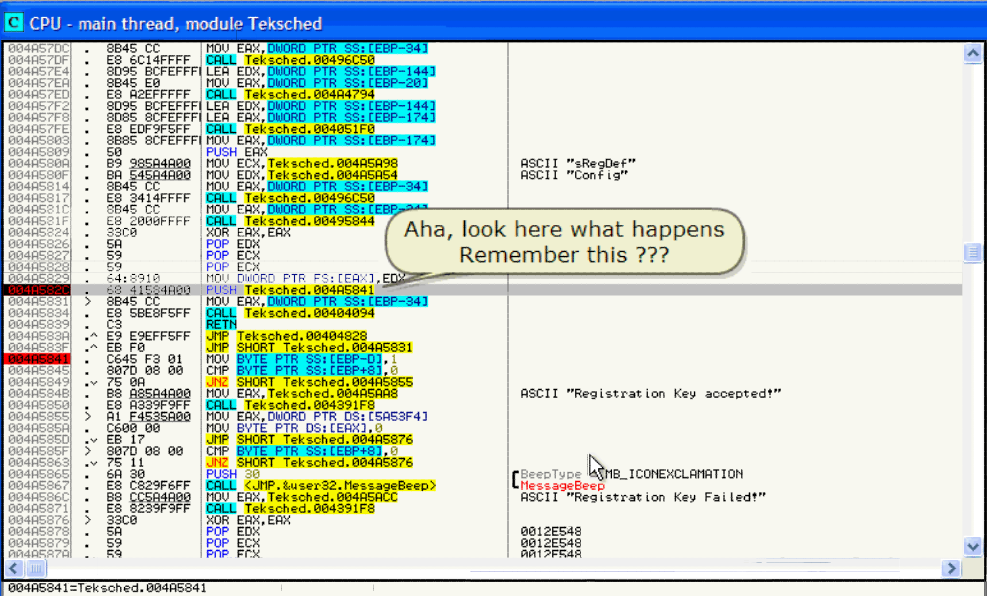 C CPU - main thread, module Teksched
004A57DC . 8B45 CC MOV EAX,DWORD PTR SS:[EBP-34]
004A57DF . E8 6C14FFFF CALL Teksched.00496C50
004A57E4 . 8D95 BCFEFFFF LEA EDX,DWORD PTR SS:[EBP-144]
004A57EA . 8B45 E0 MOV EAX,DWORD PTR SS:[EBP-20]
004A57ED . E8 A2EFFFFF CALL Teksched.004A4794
004A57F2 . 8D95 BCFEFFFF LEA EDX,DWORD PTR SS:[EBP-144]
004A57F8 . 8D85 8CFEFFFF LEA EAX,DWORD PTR SS:[EBP-174]
004A57FE . E8 EDF9F5FF CALL Teksched.004051F0
004A5803 . 8B85 8CFEFFFF MOV EAX,DWORD PTR SS:[EBP-174]
004A5809 . 50 PUSH EAX
004A580A . B9 985A4A00 MOV ECX,Teksched.004A5A98 ASCII "sRegDef"
004A580F . BA 545A4A00 MOV EDX,Teksched.004A5A54 ASCII "Config"
004A5814 . 8B45 CC MOV EAX,DWORD PTR SS:[EBP-34]
004A5817 . E8 3414FFFF CALL Teksched.00496C50
004A581C . 8B45 CC MOV EAX,DWORD PTR SS:[EBP-34]
004A581F . E8 2000FFFF CALL Teksched.00495844
004A5824 . 33C0 XOR EAX,EAX
004A5826 . 5A POP EDX
004A5827 . 59 POP ECX
004A5828 . 59 POP ECX
004A5829 . 64:8910 MOV DWORD PTR FS:[EAX],EDX
Aha, look here what happens
Remember this ???
004A582C . 68 41584A00 PUSH Teksched.004A5841
004A5831 > 8B45 CC MOV EAX,DWORD PTR SS:[EBP-34]
004A5834 . E8 5BE8F5FF CALL Teksched.00404094
004A5839 . C3 RETN
004A583A .^ E9 E9EFF5FF JMP Teksched.00404828
004A583F .^ EB F0 JMP SHORT Teksched.004A5831
004A5841 . C645 F3 01 MOV BYTE PTR SS:[EBP-D],1
004A5845 . 807D 08 00 CMP BYTE PTR SS:[EBP+8],0
004A5849 .v 75 0A JNZ SHORT Teksched.004A5855
004A584B . B8 A85A4A00 MOV EAX,Teksched.004A5AA8 ASCII "Registration Key accepted!"
004A5850 . E8 A339F9FF CALL Teksched.004391F8
004A5855 > A1 F4535A00 MOV EAX,DWORD PTR DS:[5A53F4]
004A585A . C600 00 MOV BYTE PTR DS:[EAX],0
004A585D .v EB 17 JMP SHORT Teksched.004A5876
004A585F > 807D 08 00 CMP BYTE PTR SS:[EBP+8],0
004A5863 .v 75 11 JNZ SHORT Teksched.004A5876
004A5865 . 6A 30 PUSH 30 BeepType = MB_ICONEXCLAMATION
004A5867 . E8 C829F6FF CALL <JMP.&user32.MessageBeep> MessageBeep
004A586C . B8 CC5A4A00 MOV EAX,Teksched.004A5ACC ASCII "Registration Key Failed!"
004A5871 . E8 8239F9FF CALL Teksched.004391F8
004A5876 > 33C0 XOR EAX,EAX
004A5878 . 5A POP EDX 0012E548
004A5879 . 59 POP ECX 0012E548
004A587A . 59 POP ECX 0012E548
004A5841=Teksched.004A5841